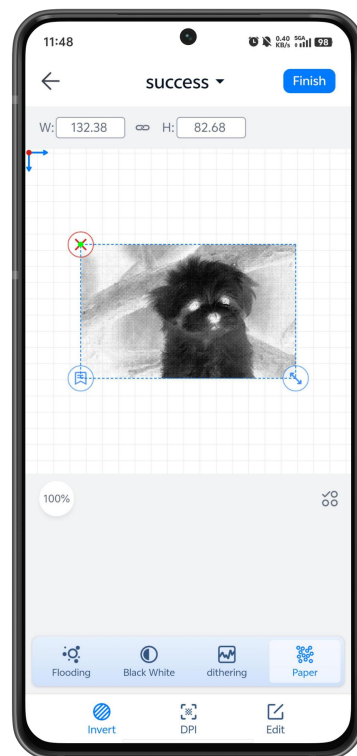 11:48 0.40 KB/s 5GA 98
success Finish
W: 132.38 H: 82.68
100%
Flooding Black White dithering Paper
Invert DPI Edit